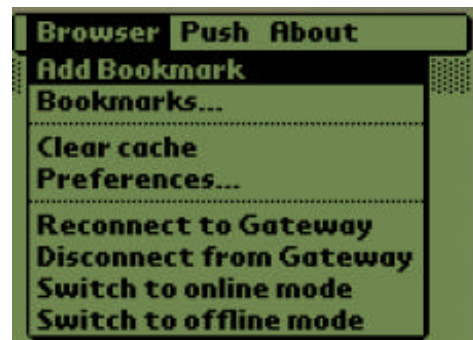 Browser Push About
Add Bookmark
Bookmarks...
Clear cache
Preferences...
Reconnect to Gateway
Disconnect from Gateway
Switch to online mode
Switch to offline mode